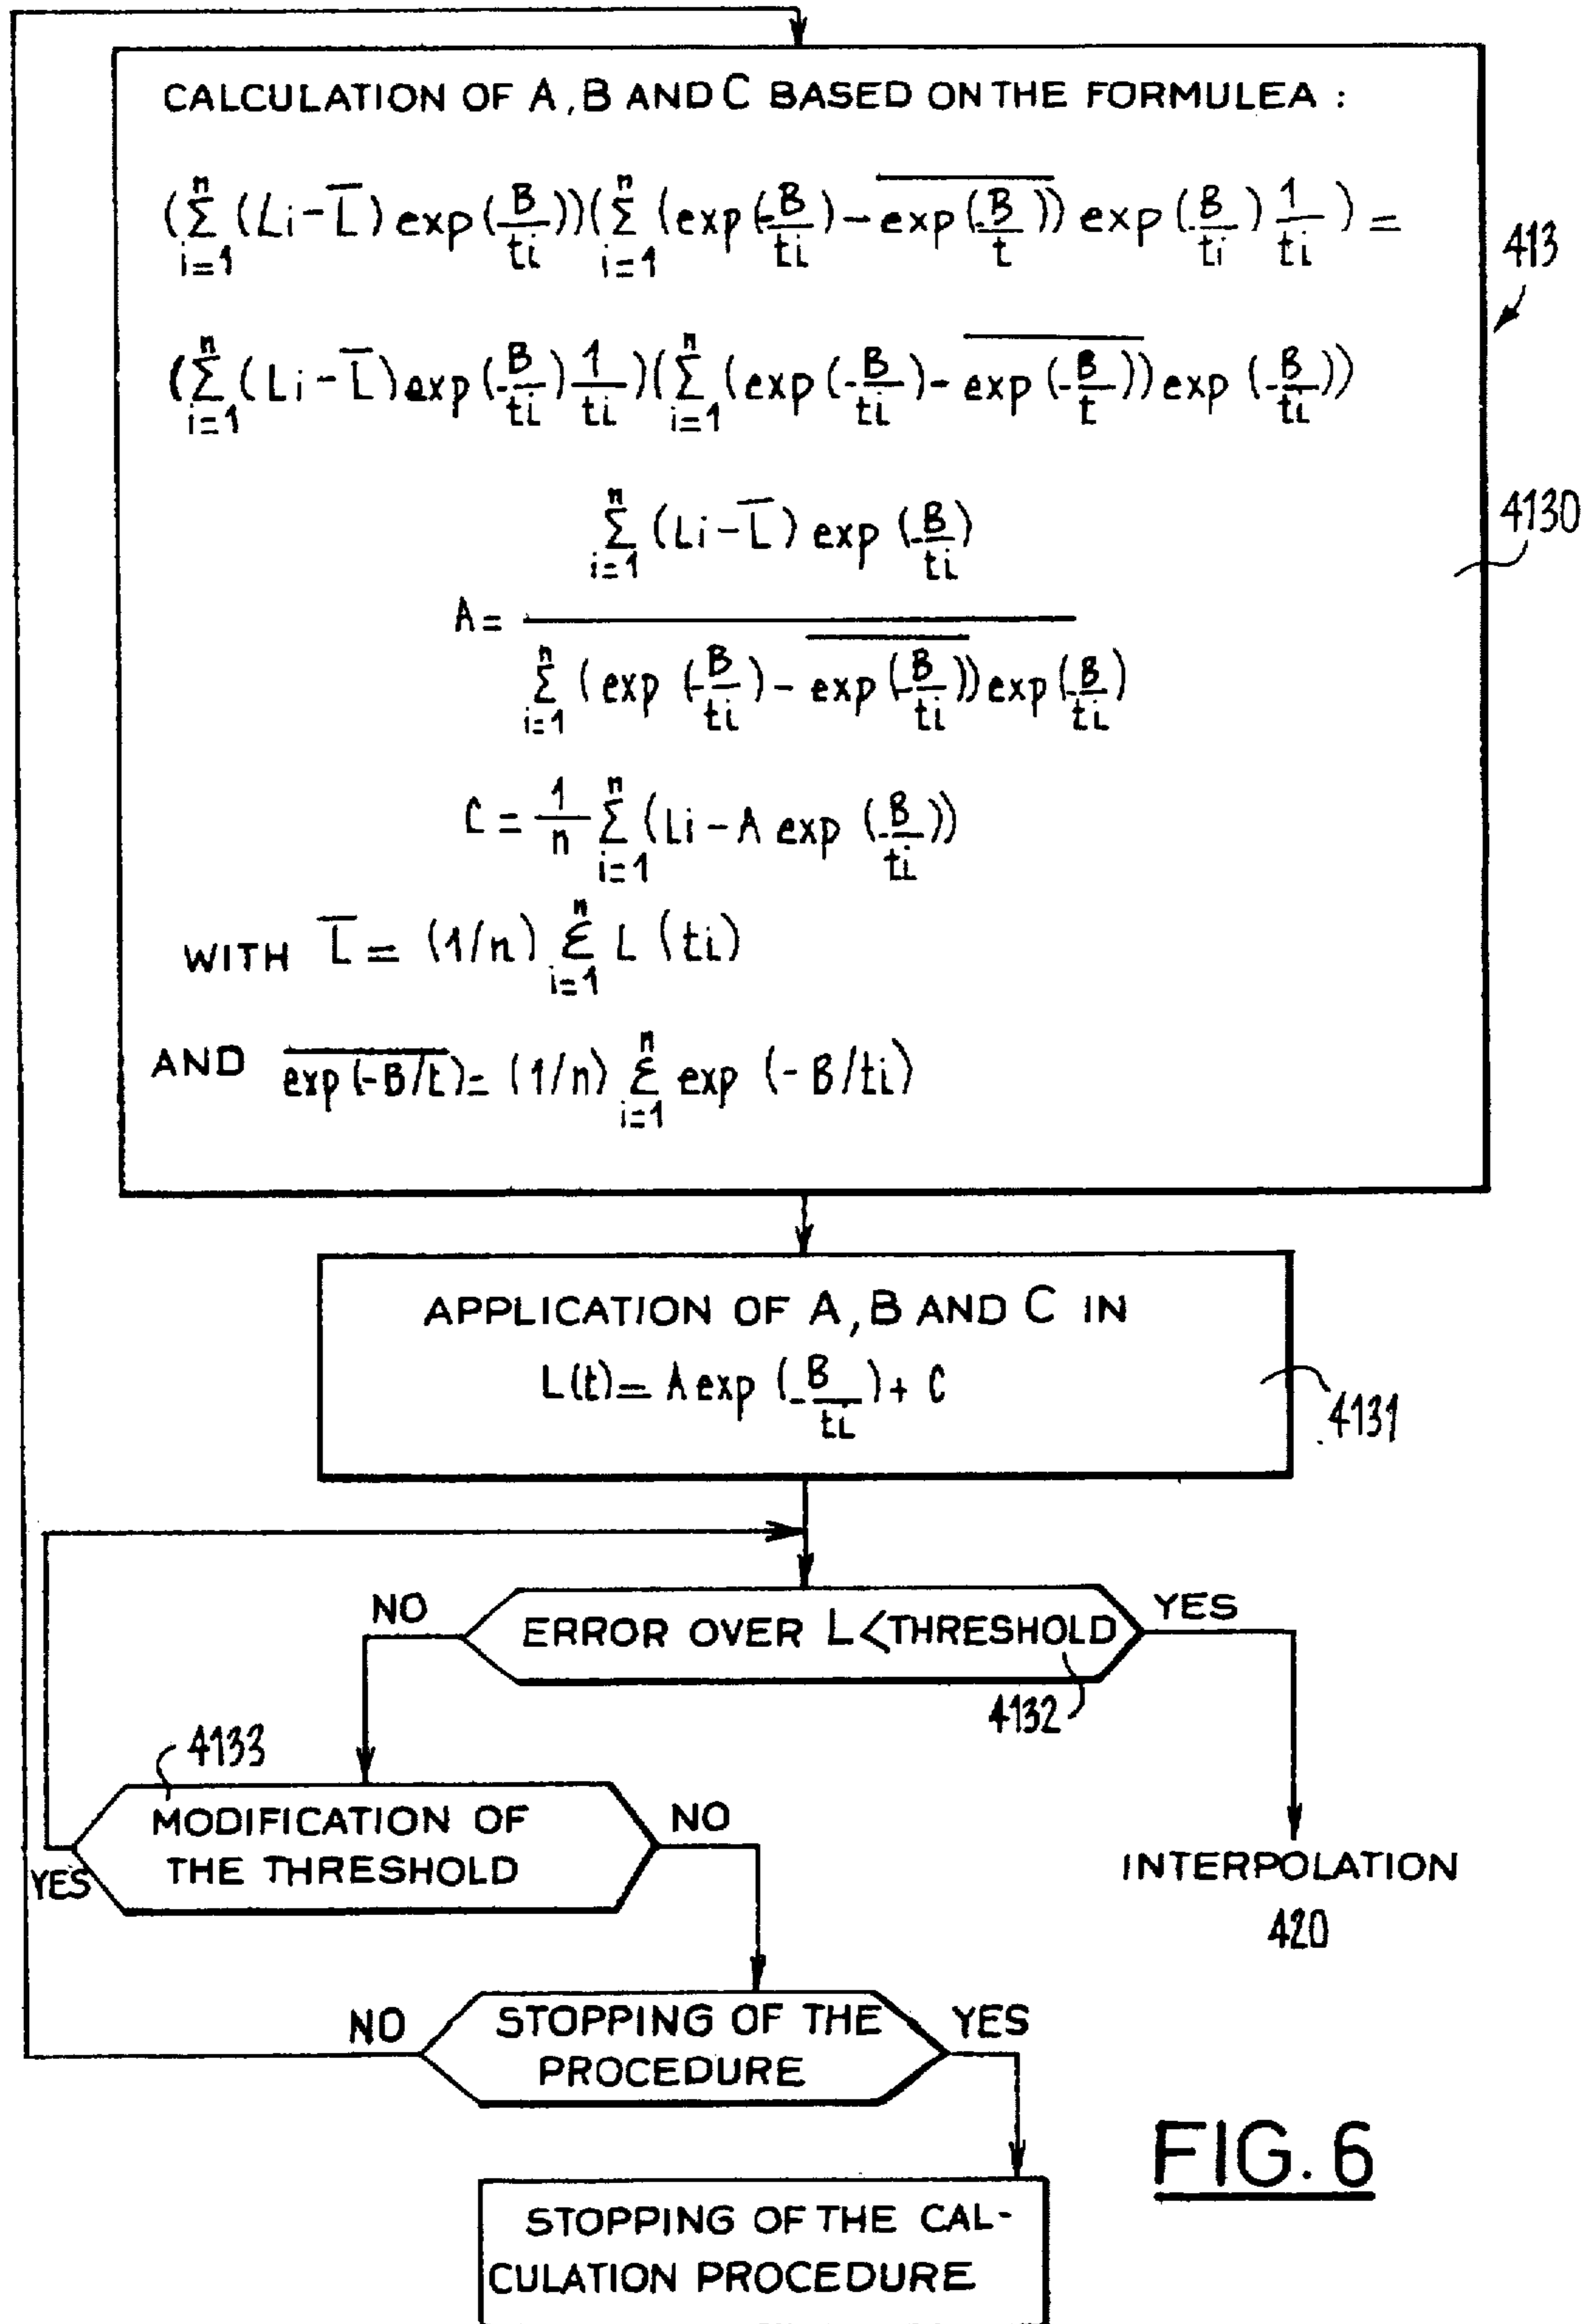 CALCULATION OF A, B AND C BASED ON THE FORMULEA :
(Σ_{i=1}^{n} (Li - L̅) exp(-B/ti)) (Σ_{i=1}^{n} (exp(-B/ti) - \overline{exp(-B/t)}) exp(-B/ti) 1/ti) =
(Σ_{i=1}^{n} (Li - L̅) exp(-B/ti) 1/ti) (Σ_{i=1}^{n} (exp(-B/ti) - \overline{exp(-B/t)}) exp(-B/ti))
413
4130
A = \frac{Σ_{i=1}^{n} (Li - L̅) exp(-B/ti)}{Σ_{i=1}^{n} (exp(-B/ti) - \overline{exp(-B/ti)}) exp(-B/ti)}
C = 1/n Σ_{i=1}^{n} (Li - A exp(-B/ti))
WITH L̅ = (1/n) Σ_{i=1}^{n} L (ti)
AND \overline{exp(-B/t)} = (1/n) Σ_{i=1}^{n} exp (-B/ti)
APPLICATION OF A, B AND C IN
L(t) = A exp (-B/ti) + C
4131
NO
ERROR OVER L < THRESHOLD
YES
4132
4133
MODIFICATION OF
THE THRESHOLD
NO
YES
INTERPOLATION
420
NO
STOPPING OF THE
PROCEDURE
YES
FIG. 6
STOPPING OF THE CAL-
CULATION PROCEDURE